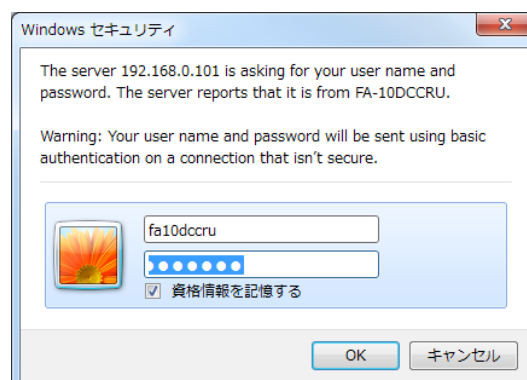 Windows セキュリティ
The server 192.168.0.101 is asking for your user name and
password. The server reports that it is from FA-10DCCRU.
Warning: Your user name and password will be sent using basic
authentication on a connection that isn't secure.
fa10dccru
●●●●●●●
資格情報を記憶する
OK キャンセル